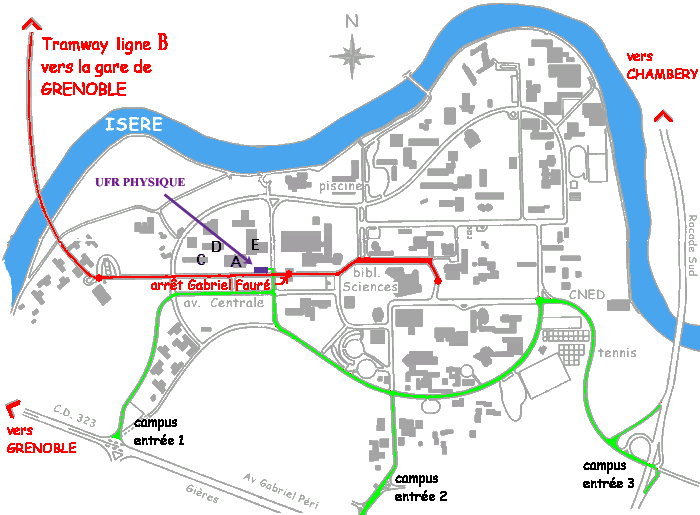 N
Tramway ligne B
vers la gare de
GRENOBLE
vers
CHAMBERY
ISERE
UFR PHYSIQUE
piscine
D
E
C
A
Rocade Sud
bibl.
Sciences
arrêt Gabriel Fauré
av. Centrale
CNED
tennis
C.D. 323
vers
GRENOBLE
campus
entrée 1
Av Gabriel Péri
Gières
campus
entrée 2
campus
entrée 3